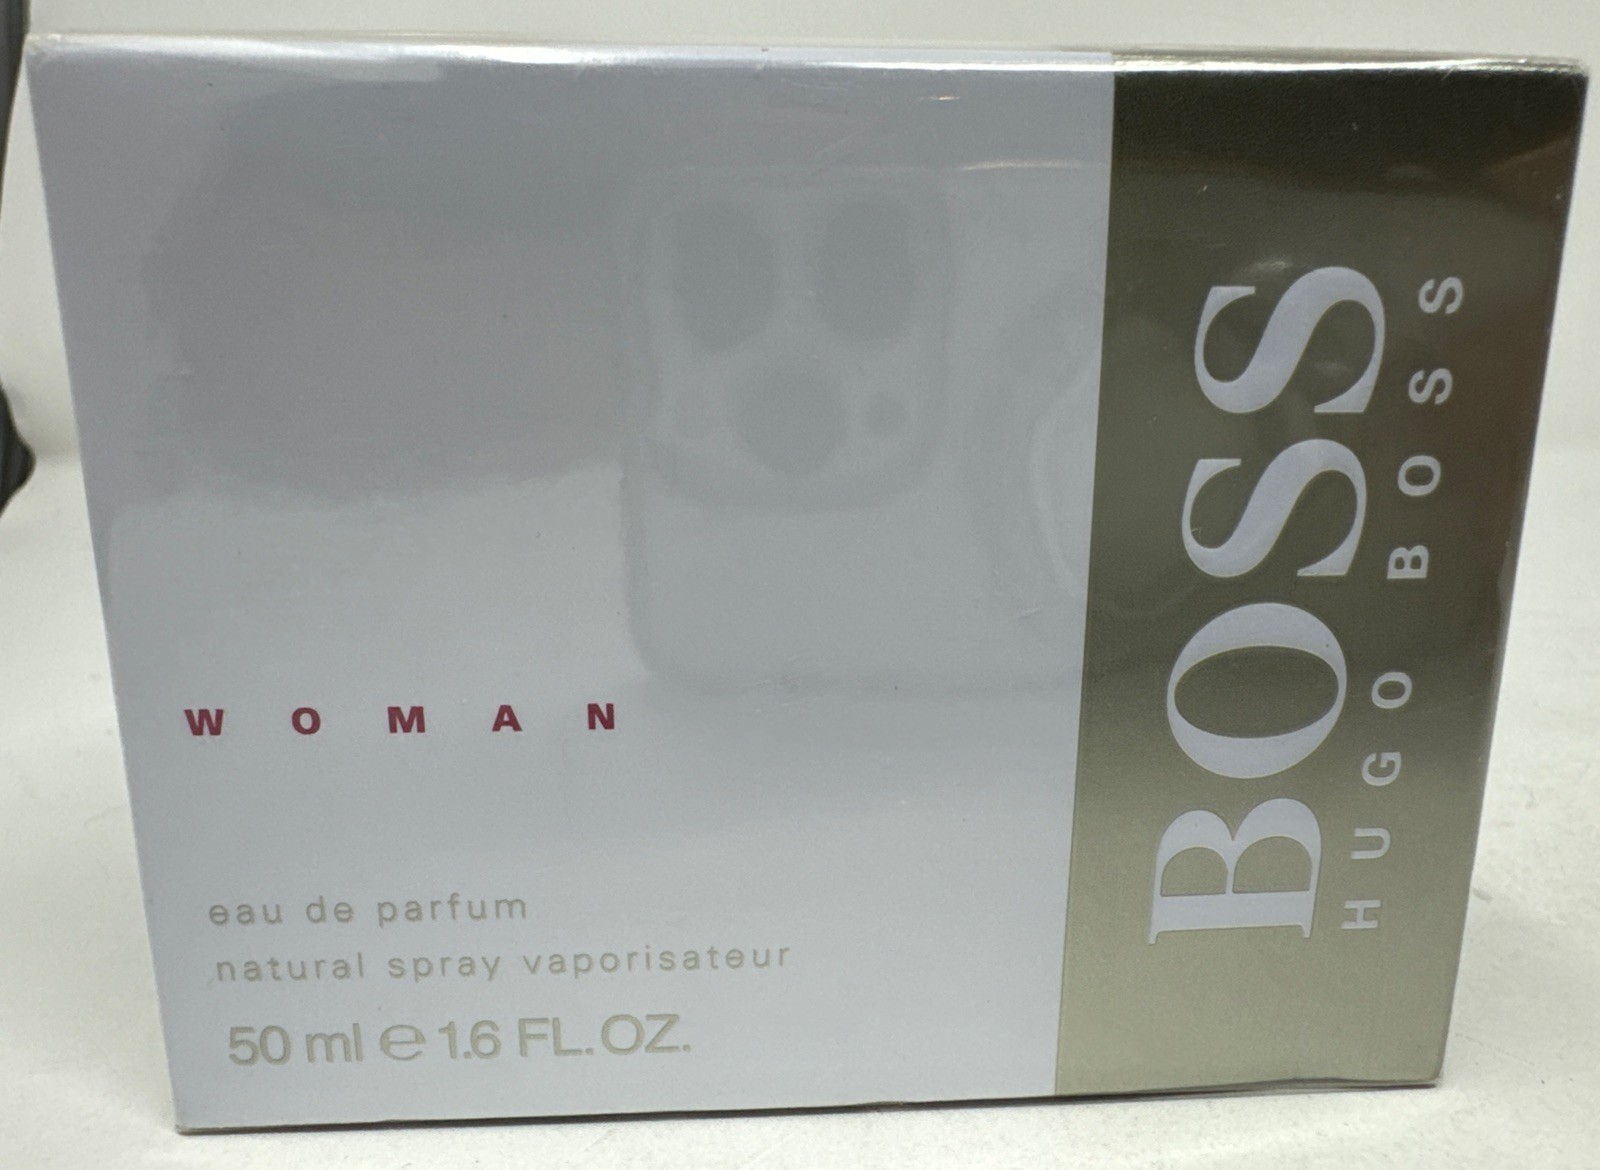 WOMAN
eau de parfum
natural spray vaporisateur
50 ml ℮ 1.6 FL.OZ.
BOSS
HUGO BOSS